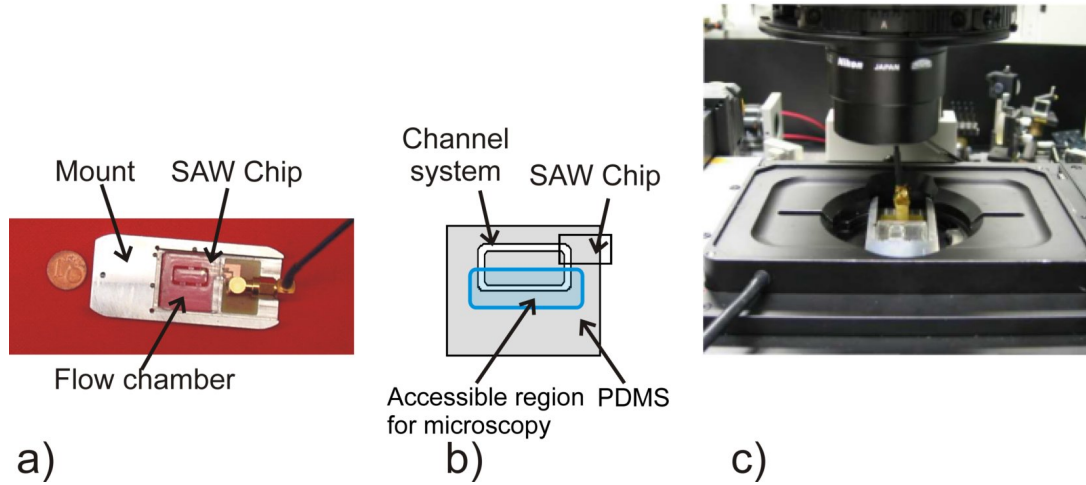 Mount
SAW Chip
Flow chamber
a)
Channel
system
SAW Chip
Accessible region
for microscopy
PDMS
b)
A
Nikon
JAPAN
c)